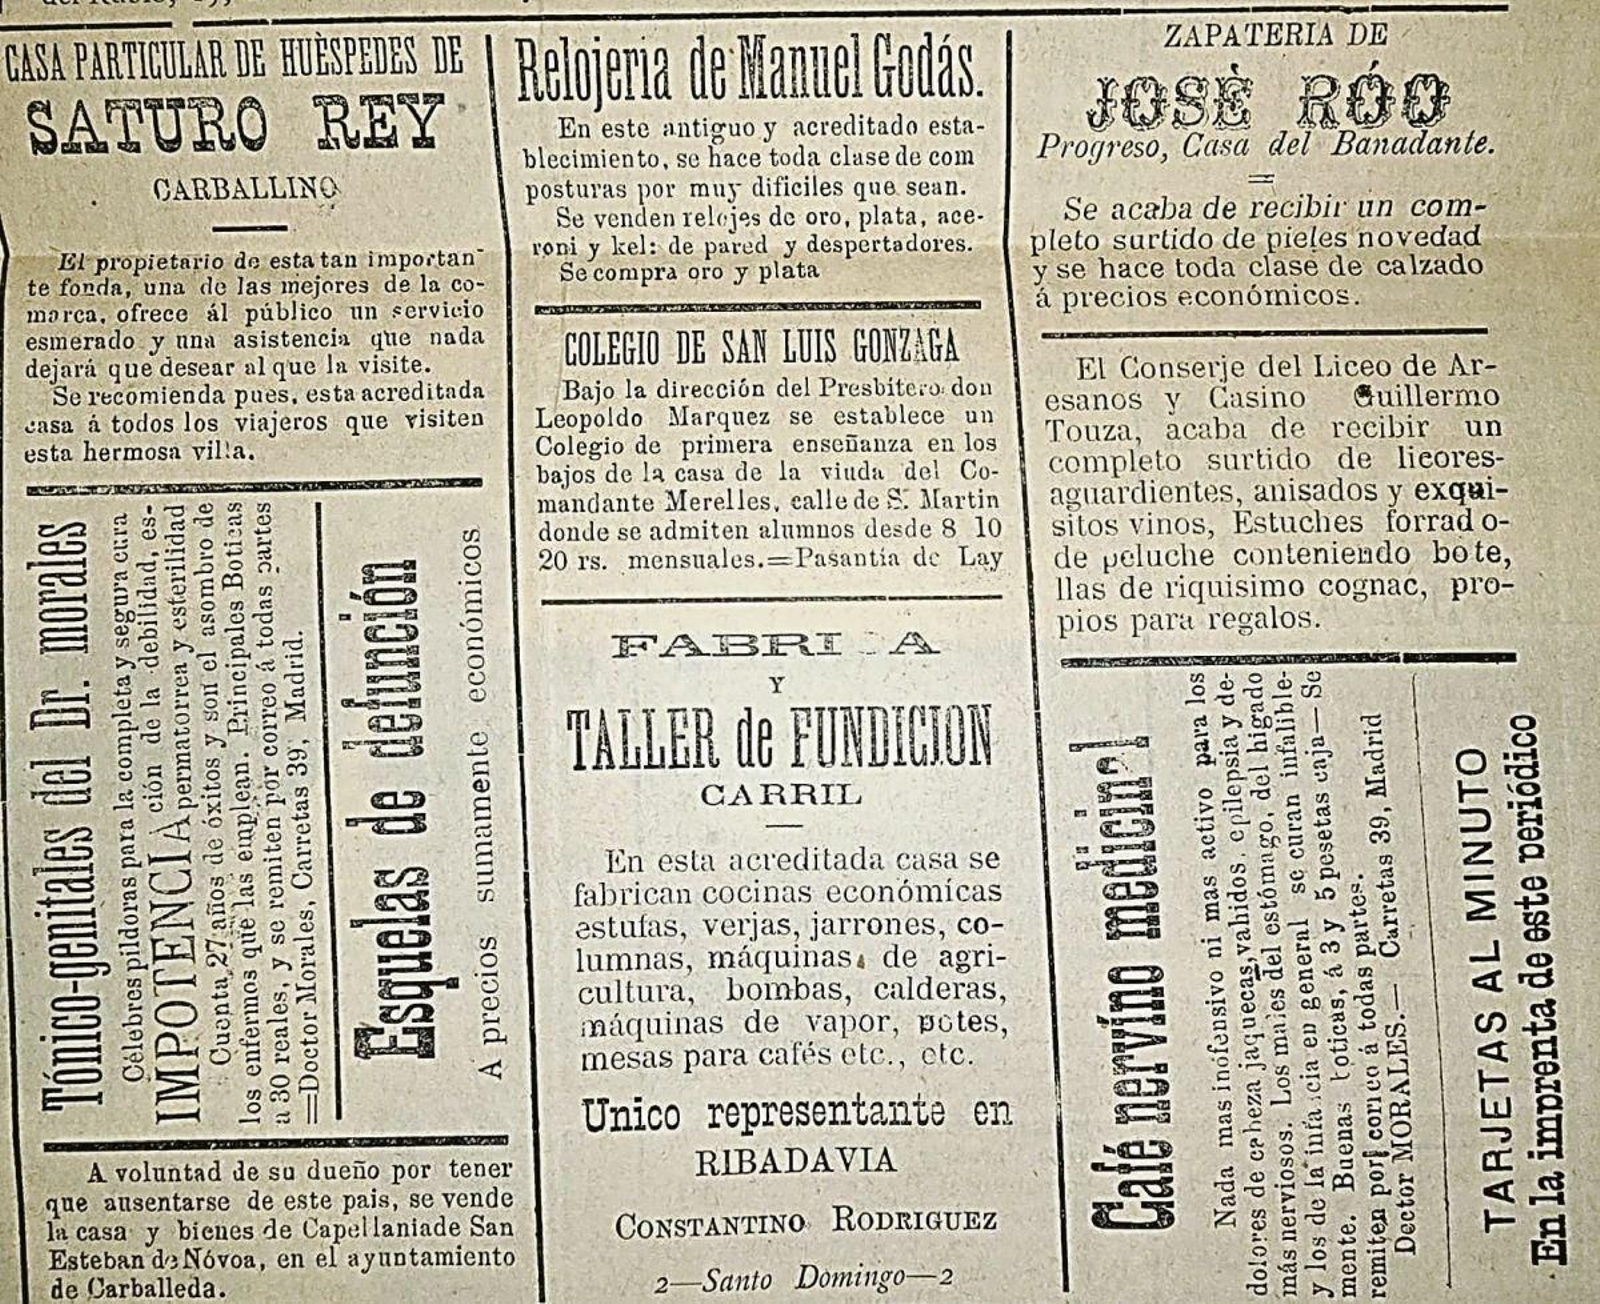 CASA PARTICULAR DE HUÈSPEDES DE
SATURO REY
CARBALLINO
El propietario de esta tan importan-
te fonda, una de las mejores de la co-
marca, ofrece ál público un servicio
esmerado y una asistencia que nada
dejará que desear al que la visite.
Se recomienda pues, esta acreditada
casa á todos los viajeros que visiten
esta hermosa villa.
Tónico-genitales del Dr. morales
Célebres pildoras para la completa y segura cura
ción de la debilidad, es-
IMPOTENCIA permatorrea y esterilidad
Cuenta 27 años de óxitos y son el asombro de
los enfermos que las emplean. Principales Boticas
a 30 reales, y se remiten por correo á todas partes
=Doctor Morales, Carretas 39, Madrid.
Esquelas de defunción
A precios sumamente económicos
A voluntad de su dueño por tener
que ausentarse de este pais, se vende
la casa y bienes de Capellaniade San
Esteban de Nóvoa, en el ayuntamiento
de Carballeda.
Relojeria de Manuel Godás.
En este antiguo y acreditado esta-
blecimiento, se hace toda clase de com
posturas por muy dificiles que sean.
Se venden relojes de oro, plata, ace-
roni y kel: de pared y despertadores.
Se compra oro y plata
COLEGIO DE SAN LUIS GONZAGA
Bajo la dirección del Presbitero don
Leopoldo Marquez se establece un
Colegio de primera enseñanza en los
bajos de la casa de la viuda del Co-
mandante Merelles, calle de S. Martin
donde se admiten alumnos desde 8 10
20 rs. mensuales.=Pasantia de Lay
FABRI A
Y
TALLER de FUNDICION
CARRIL
En esta acreditada casa se
fabrican cocinas económicas
estufas, verjas, jarrones, co-
lumnas, máquinas de agri-
cultura, bombas, calderas,
máquinas de vapor, potes,
mesas para cafés etc., etc.
Unico representante en
RIBADAVIA
CONSTANTINO RODRIGUEZ
2—Santo Domingo—2
ZAPATERIA DE
JOSÈ RÓO
Progreso, Casa del Banadante.
Se acaba de recibir un com-
pleto surtido de pieles novedad
y se hace toda clase de calzado
á precios económicos.
El Conserje del Liceo de Ar-
esanos y Casino Guillermo
Touza, acaba de recibir un
completo surtido de licores-
aguardientes, anisados y exqui-
sitos vinos, Estuches forrado-
de peluche conteniendo bote,
llas de riquisimo cognac, pro-
pios para regalos.
Café nervino medicinal
Nada mas inofensivo ni mas activo para los
dolores de cabeza jaquecas, vahidos, epilepsia y de-
más nerviosos. Los males del estómago, del higado
y los de la infancia en general se curan infalible-
mente. Buenas boticas, á 3 y 5 pesetas caja—Se
remiten por correo á todas partes.
Dector MORALES.— Carretas 39, Madrid
TARJETAS AL MINUTO
En la imprenta de este periódico